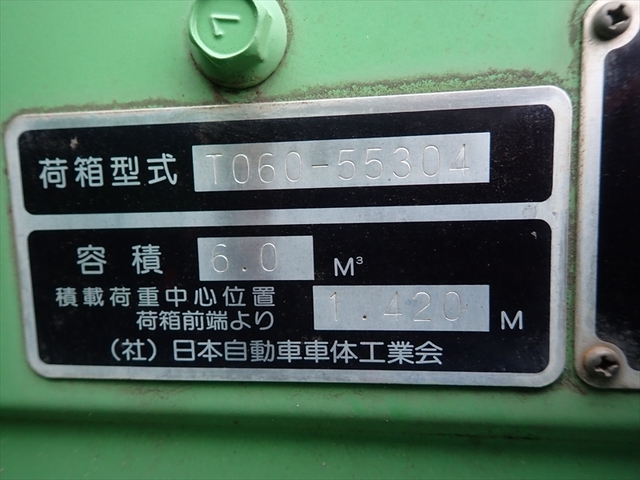 荷箱型式 T060-55304
容積 6.0 M³
積載荷重中心位置
荷箱前端より 1.420 M
(社)日本自動車車体工業会